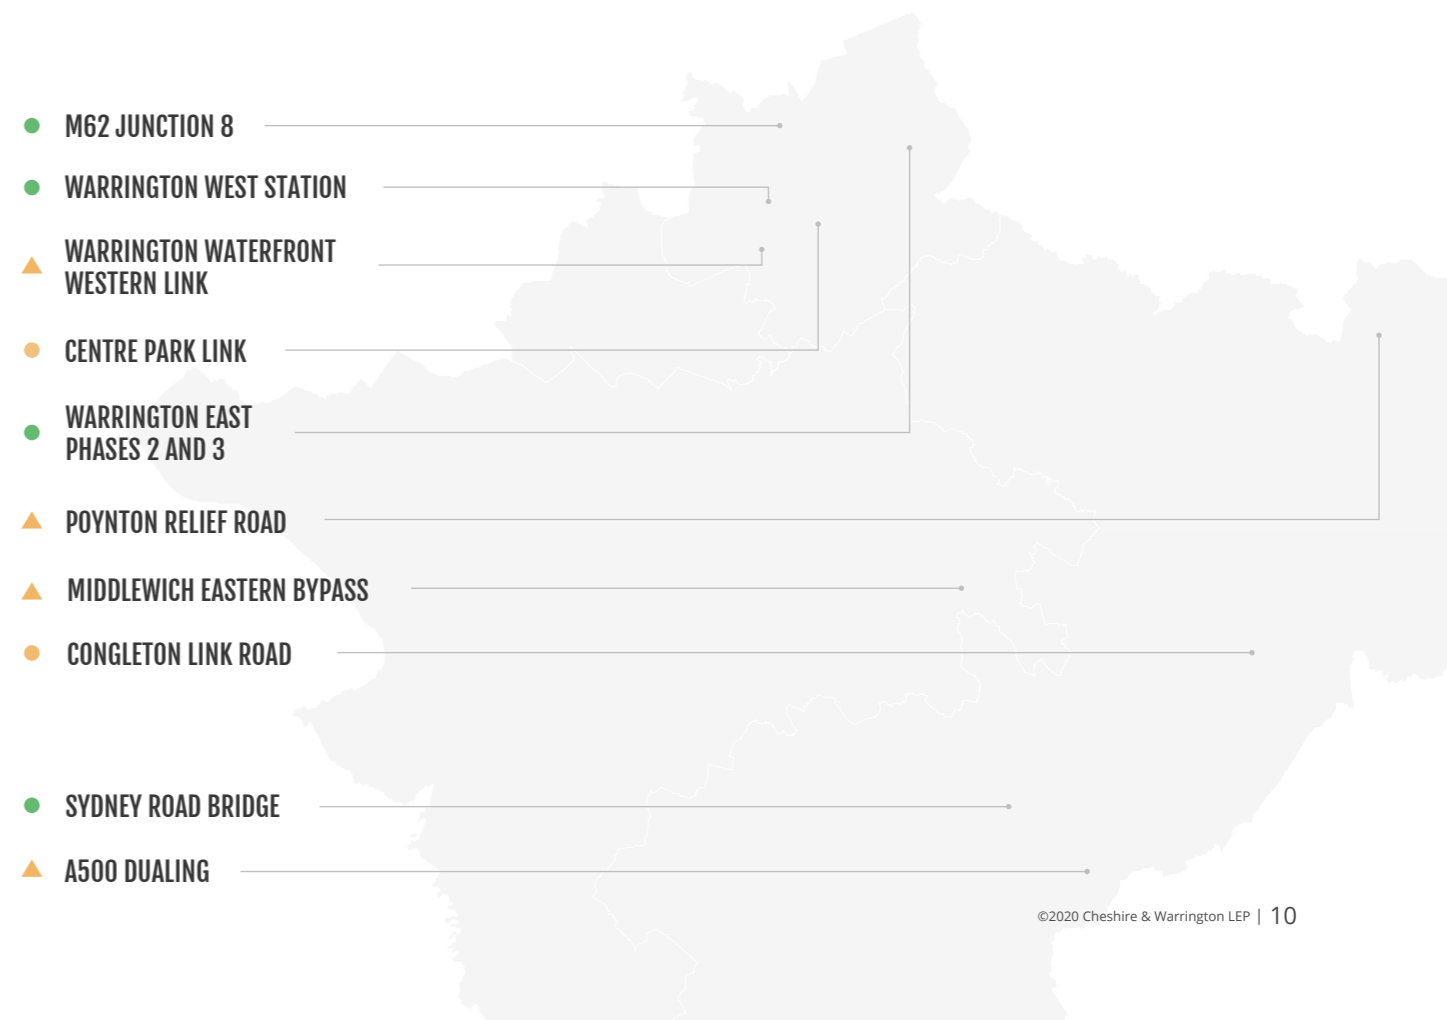 M62 JUNCTION 8
WARRINGTON WEST STATION
WARRINGTON WATERFRONT
WESTERN LINK
CENTRE PARK LINK
WARRINGTON EAST
PHASES 2 AND 3
POYNTON RELIEF ROAD
MIDDLEWICH EASTERN BYPASS
CONGLETON LINK ROAD
SYDNEY ROAD BRIDGE
A500 DUALING
©2020 Cheshire & Warrington LEP | 10